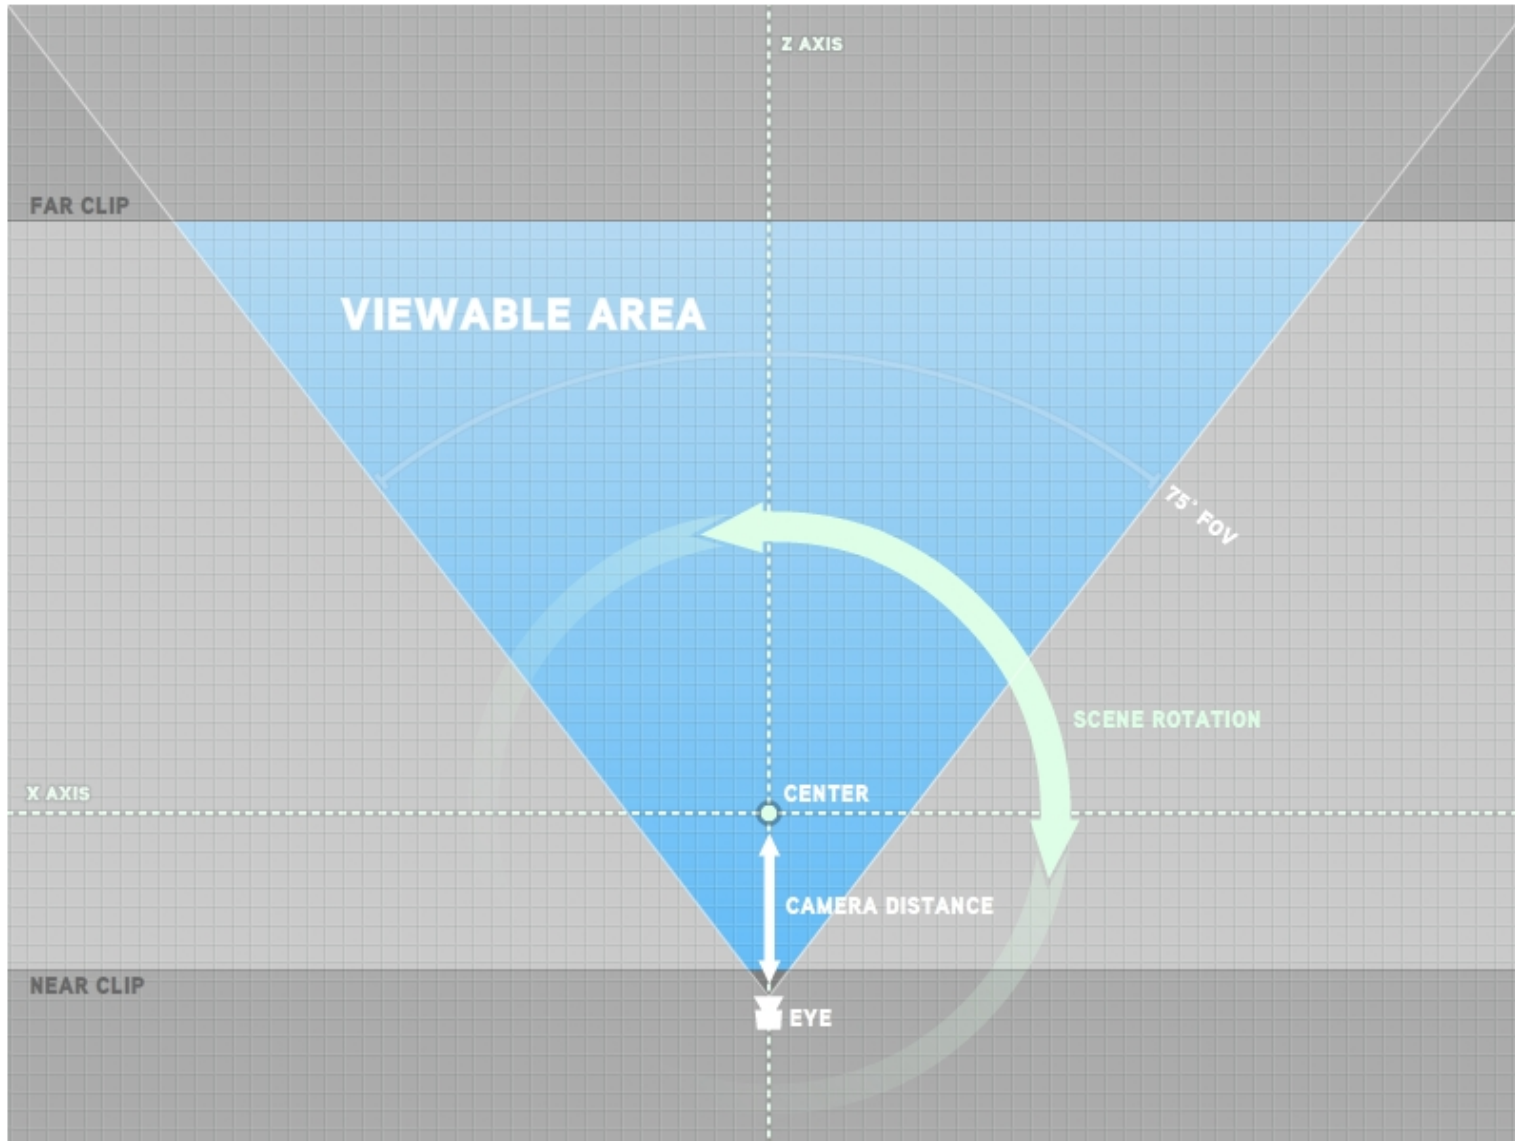 Z AXIS
FAR CLIP
VIEWABLE AREA
75° FOV
SCENE ROTATION
X AXIS
CENTER
CAMERA DISTANCE
NEAR CLIP
EYE